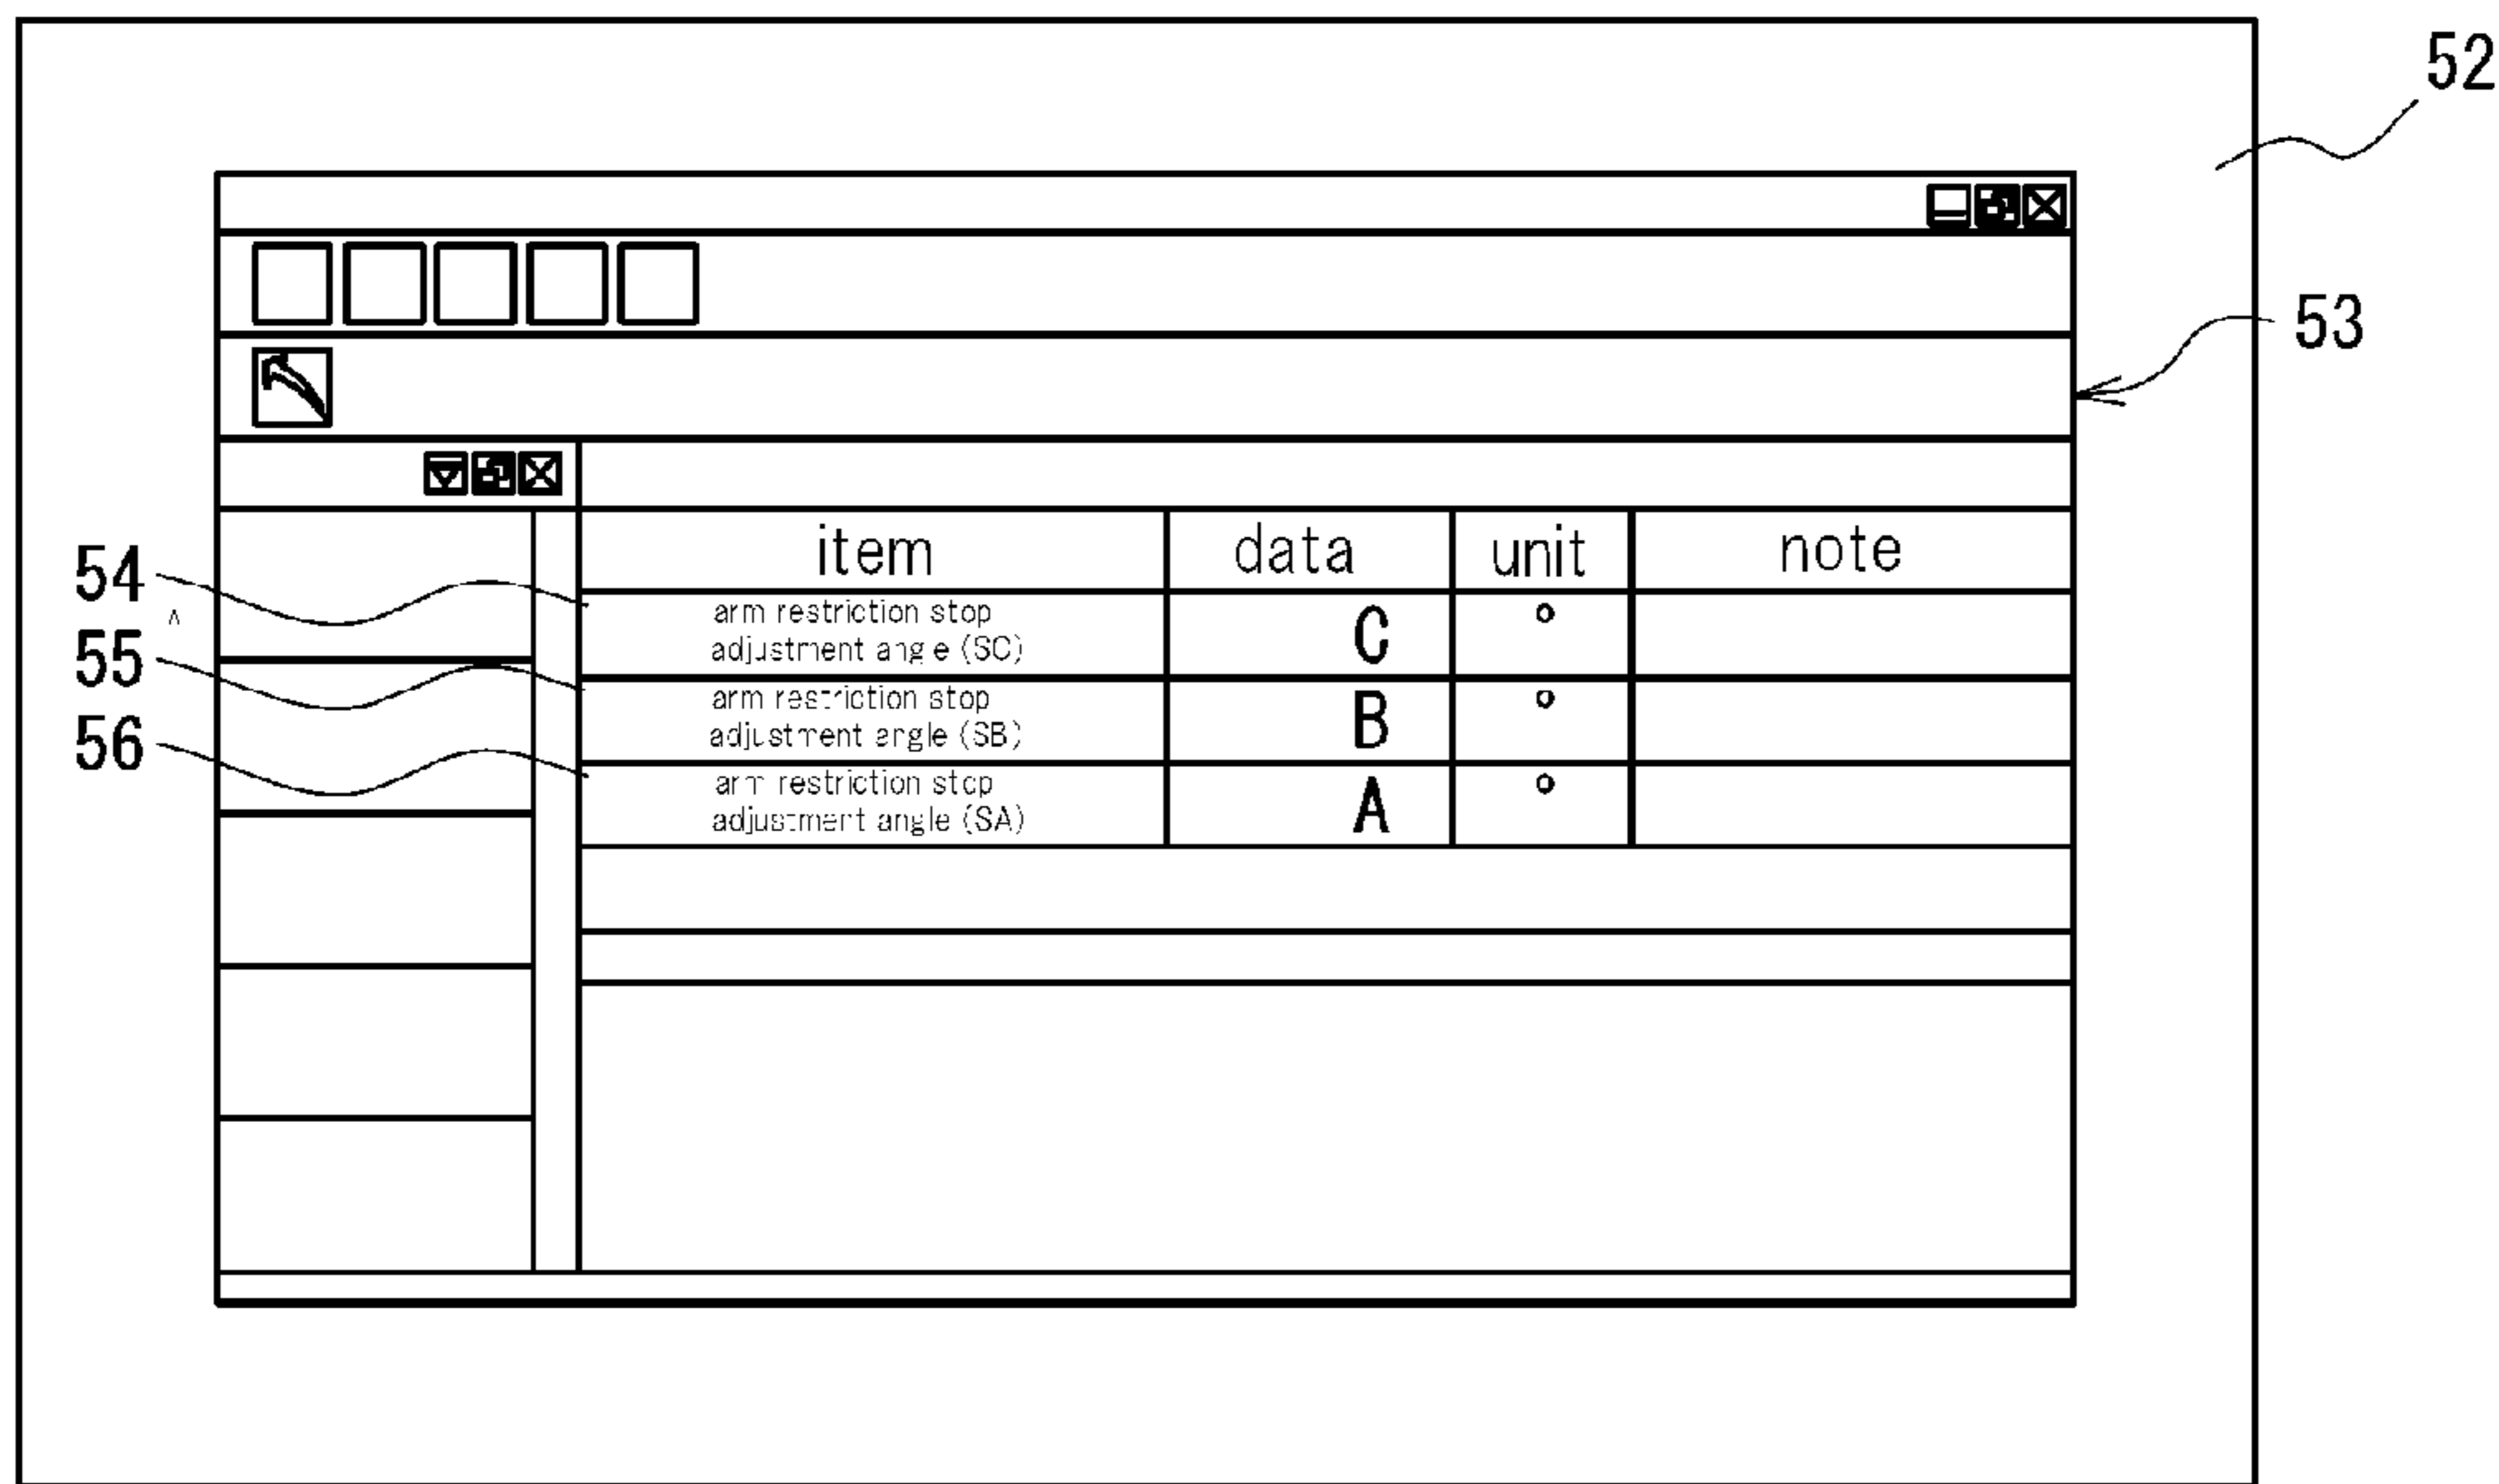 52
53
item data unit note
54 arm restriction stop
adjustment angle (SC) C °
55 arm restriction stop
adjustment angle (SB) B °
56 arm restriction stop
adjustment angle (SA) A °